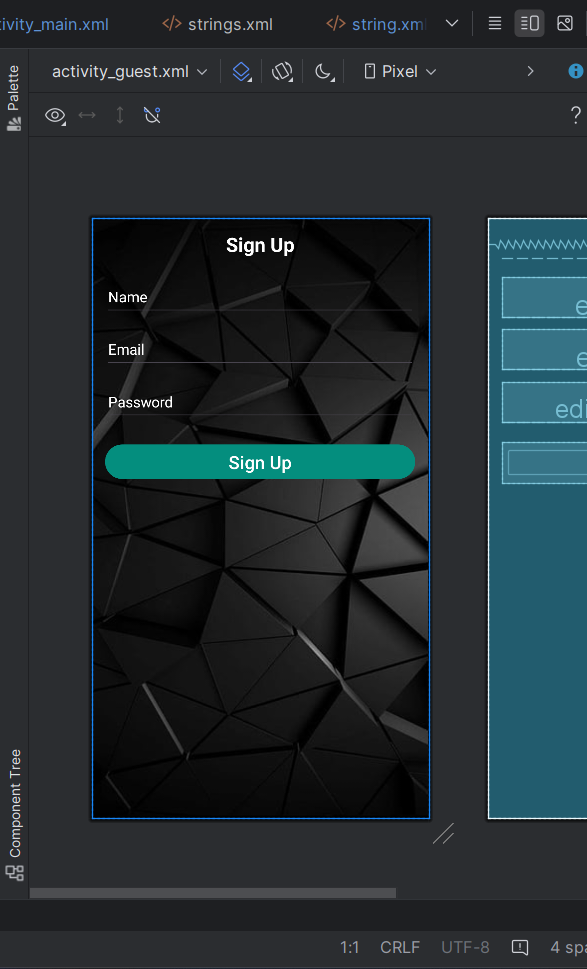 tivity_main.xml strings.xml string.xm
activity_guest.xml Pixel
Palette
?
Sign Up
Name
Email
Password
Sign Up
e
e
edi
Component Tree
1:1 CRLF UTF-8 4 spa